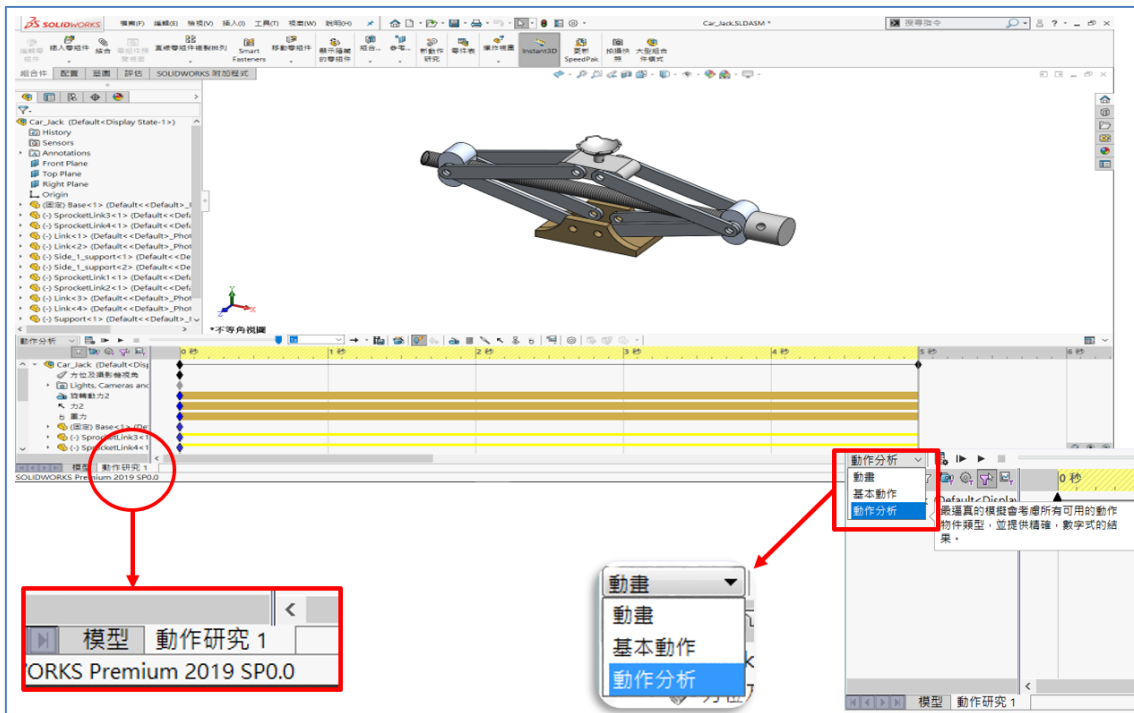 SOLIDWORKS 檔案(F) 編輯(E) 檢視(V) 插入(I) 工具(T) 視窗(W) 說明(H) Car_Jack.SLDASM * 搜尋指令
插入零組件 結合 直線零組件複製排列 Smart Fasteners 移動零組件 顯示隱藏的零組件 組合... 參考... 新動作研究 零件表 爆炸視圖 Instant3D 更新 SpeedPak 拍攝快照 大型組合件模式
組合件 配置 草圖 評估 SOLIDWORKS 附加程式
Car_Jack (Default<Display State-1>)
History
Sensors
Annotations
Front Plane
Top Plane
Right Plane
Origin
(固定) Base<1> (Default<<Default>_
(-) SprocketLink3<1> (Default<<Defa
(-) SprocketLink4<1> (Default<<Defa
(-) Link<1> (Default<<Default>_Phot
(-) Link<2> (Default<<Default>_Phot
(-) Side_1_support<1> (Default<<De
(-) Side_1_support<2> (Default<<De
(-) SprocketLink1<1> (Default<<Defa
(-) SprocketLink2<1> (Default<<Defa
(-) Link<3> (Default<<Default>_Phot
(-) Link<4> (Default<<Default>_Phot
(-) Support<1> (Default<<Default>_
*不等角視圖
動作分析
0 秒 1 秒 2 秒 3 秒 4 秒 5 秒 6 秒
Car_Jack (Default<Disp
方位及攝影機視角
Lights, Cameras and
旋轉動力2
力2
重力
(固定) Base<1> (De
(-) SprocketLink3<1
(-) SprocketLink4<1
模型 動作研究 1
SOLIDWORKS Premium 2019 SP0.0
動作分析
動畫
基本動作
動作分析
0 秒
(Default<Display
最逼真的模擬會考慮所有可用的動作
物件類型，並提供精確，數字式的結
果。
模型 動作研究 1
動畫
動畫
基本動作
動作分析
模型 動作研究 1
WORKS Premium 2019 SP0.0